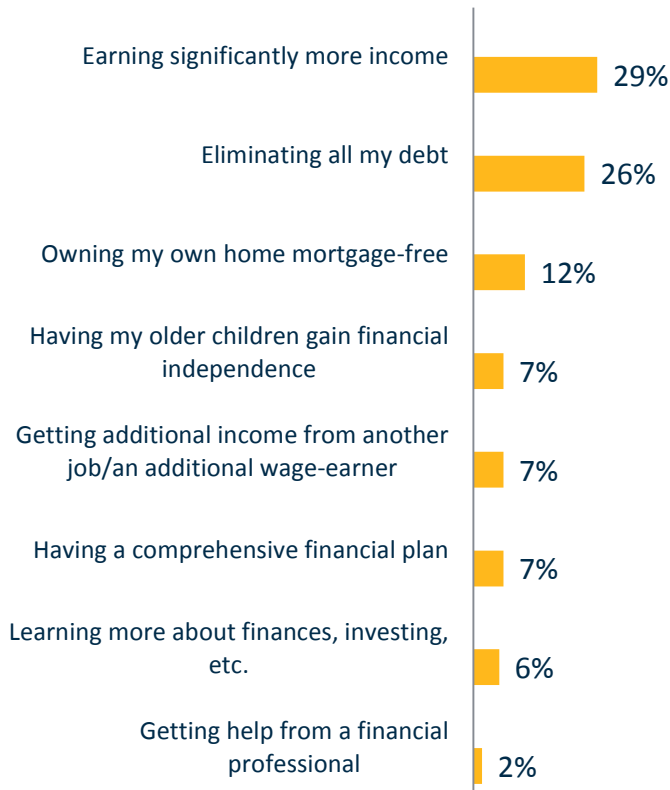 Earning significantly more income
29%
Eliminating all my debt
26%
Owning my own home mortgage-free
12%
Having my older children gain financial
independence
7%
Getting additional income from another
job/an additional wage-earner
7%
Having a comprehensive financial plan
7%
Learning more about finances, investing,
etc.
6%
Getting help from a financial
professional
2%